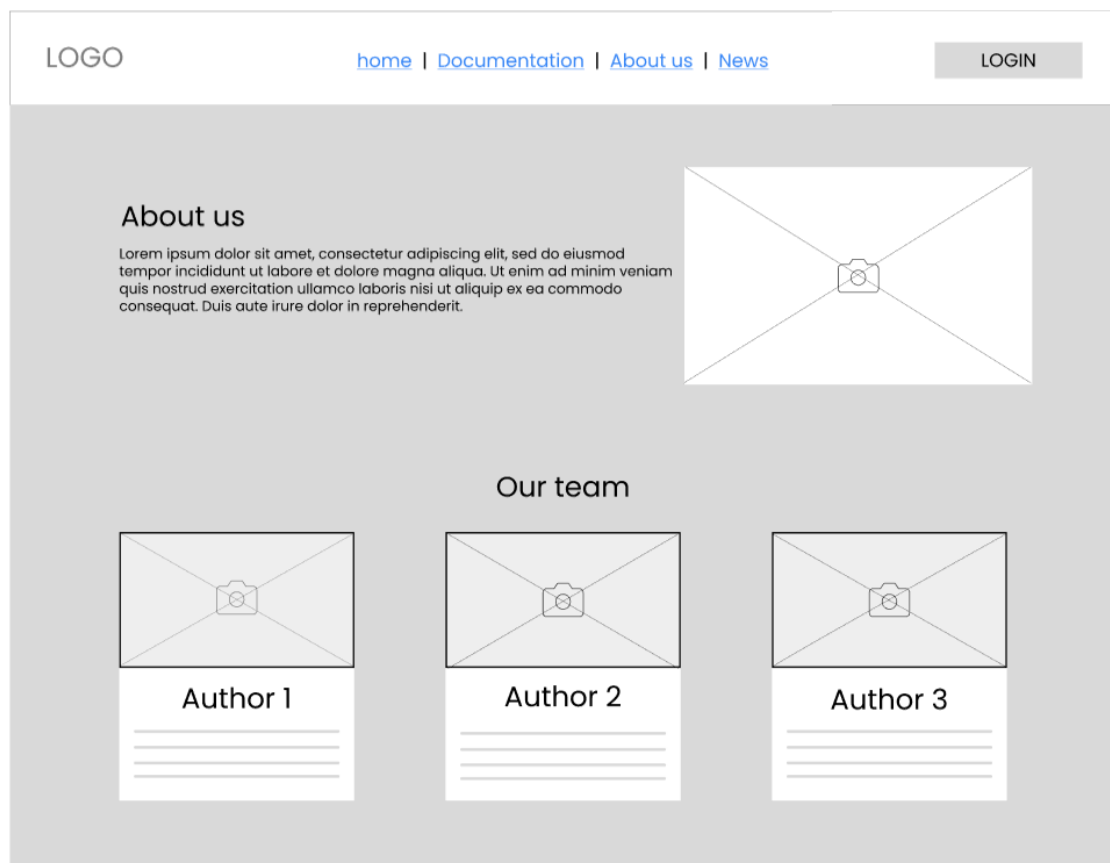 LOGO
home | Documentation | About us | News
LOGIN
About us
Lorem ipsum dolor sit amet, consectetur adipiscing elit, sed do eiusmod
tempor incididunt ut labore et dolore magna aliqua. Ut enim ad minim veniam
quis nostrud exercitation ullamco laboris nisi ut aliquip ex ea commodo
consequat. Duis aute irure dolor in reprehenderit.
Our team
Author 1
Author 2
Author 3